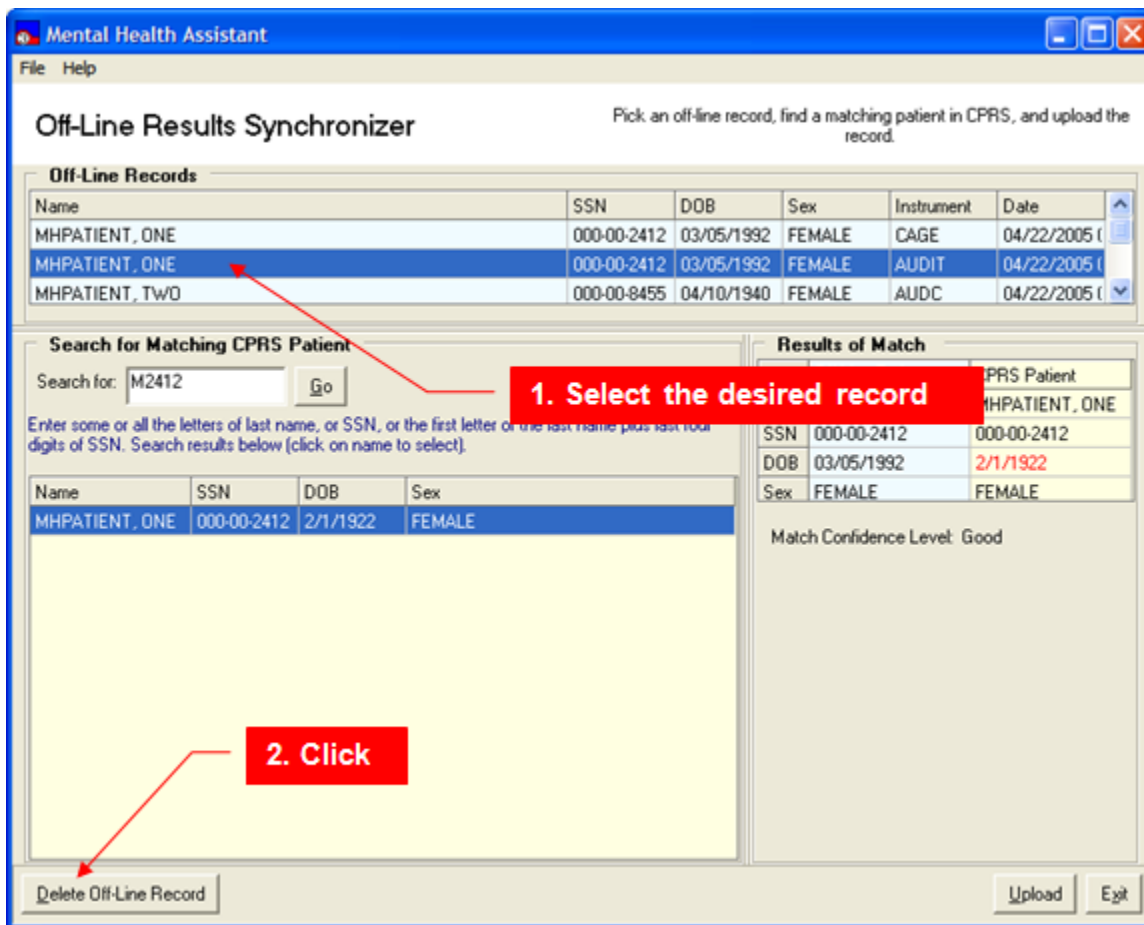 Mental Health Assistant
File Help
Off-Line Results Synchronizer
Pick an off-line record, find a matching patient in CPRS, and upload the
record.
Off-Line Records
Name SSN DOB Sex Instrument Date
MHPATIENT, ONE 000-00-2412 03/05/1992 FEMALE CAGE 04/22/2005 (
MHPATIENT, ONE 000-00-2412 03/05/1992 FEMALE AUDIT 04/22/2005 (
MHPATIENT, TWO 000-00-8455 04/10/1940 FEMALE AUDC 04/22/2005 (
Search for Matching CPRS Patient
Search for: M2412 Go
Enter some or all the letters of last name, or SSN, or the first letter of the last name plus last four
digits of SSN. Search results below (click on name to select).
Name SSN DOB Sex
MHPATIENT, ONE 000-00-2412 2/1/1922 FEMALE
1. Select the desired record
Results of Match
CPRS Patient
MHPATIENT, ONE
SSN 000-00-2412 000-00-2412
DOB 03/05/1992 2/1/1922
Sex FEMALE FEMALE
Match Confidence Level: Good
2. Click
Delete Off-Line Record Upload Exit